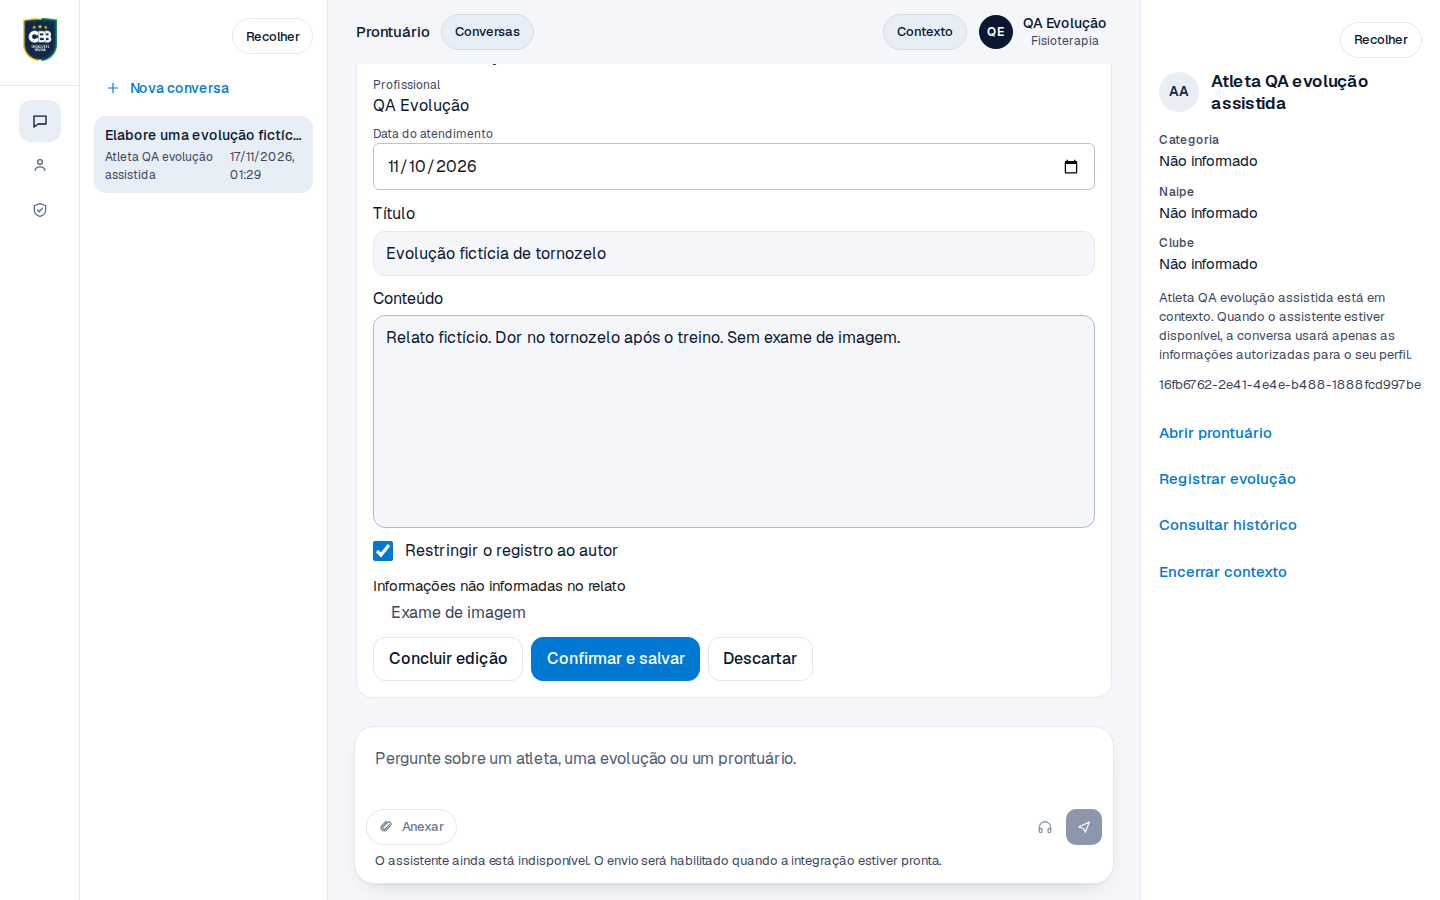 CBB
Recolher
Nova conversa
Elabore uma evolução fictíc...
Atleta QA evolução assistida
17/11/2026, 01:29
Prontuário
Conversas
Contexto
QE
QA Evolução
Fisioterapia
Profissional
QA Evolução
Data do atendimento
11/10/2026
Título
Evolução fictícia de tornozelo
Conteúdo
Relato fictício. Dor no tornozelo após o treino. Sem exame de imagem.
Restringir o registro ao autor
Informações não informadas no relato
Exame de imagem
Concluir edição
Confirmar e salvar
Descartar
Pergunte sobre um atleta, uma evolução ou um prontuário.
Anexar
O assistente ainda está indisponível. O envio será habilitado quando a integração estiver pronta.
Recolher
AA
Atleta QA evolução
assistida
Categoria
Não informado
Naipe
Não informado
Clube
Não informado
Atleta QA evolução assistida está em
contexto. Quando o assistente estiver
disponível, a conversa usará apenas as
informações autorizadas para o seu perfil.
16fb6762-2e41-4e4e-b488-1888fcd997be
Abrir prontuário
Registrar evolução
Consultar histórico
Encerrar contexto